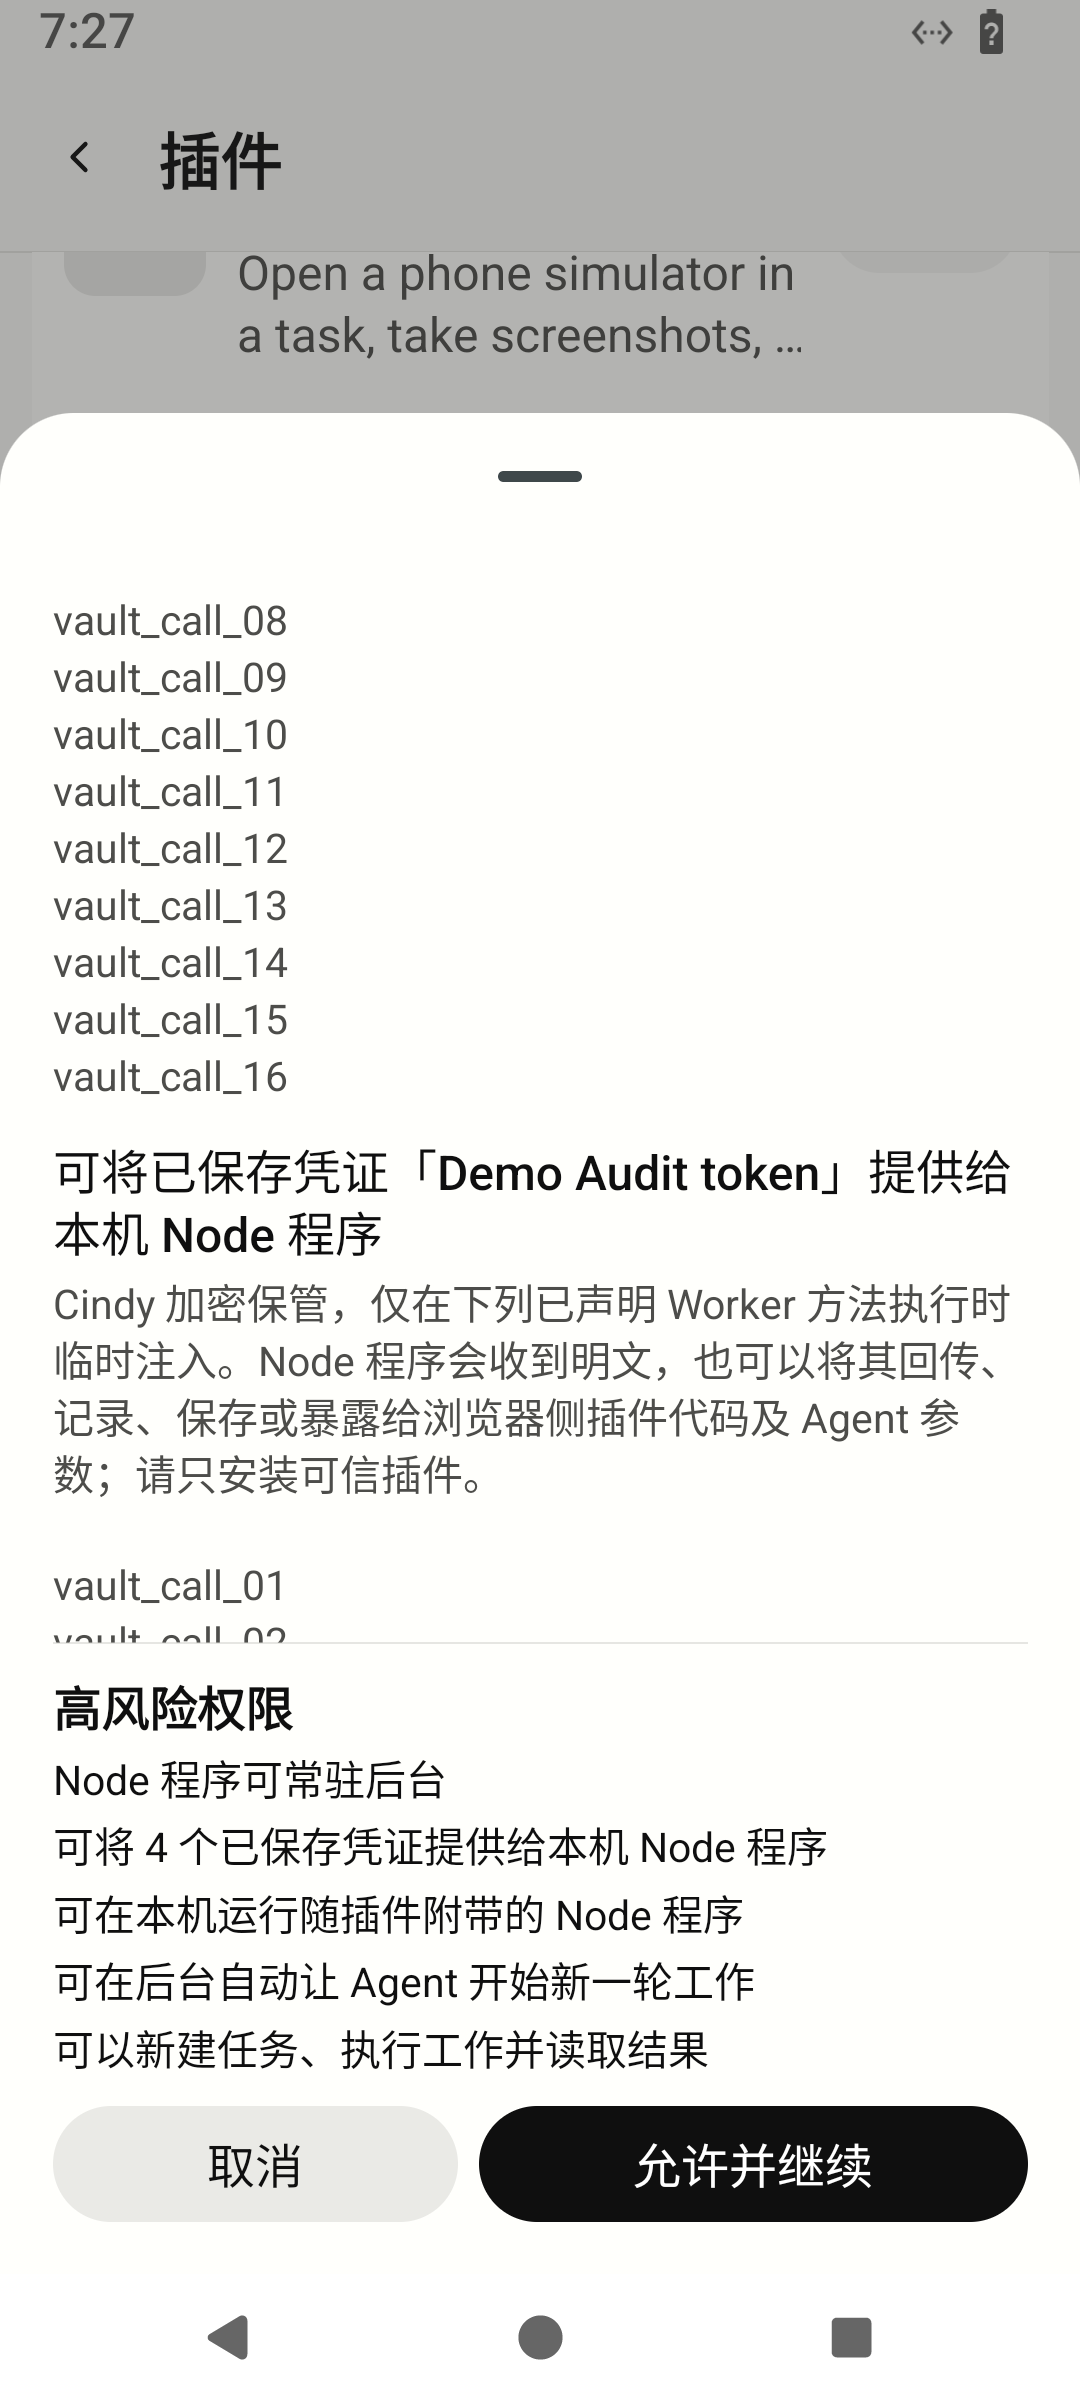 7:27
插件
Open a phone simulator in
a task, take screenshots, ...
vault_call_08
vault_call_09
vault_call_10
vault_call_11
vault_call_12
vault_call_13
vault_call_14
vault_call_15
vault_call_16
可将已保存凭证「Demo Audit token」提供给
本机 Node 程序
Cindy 加密保管，仅在下列已声明 Worker 方法执行时
临时注入。Node 程序会收到明文，也可以将其回传、
记录、保存或暴露给浏览器侧插件代码及 Agent 参
数；请只安装可信插件。
vault_call_01
vault_call_02
高风险权限
Node 程序可常驻后台
可将 4 个已保存凭证提供给本机 Node 程序
可在本机运行随插件附带的 Node 程序
可在后台自动让 Agent 开始新一轮工作
可以新建任务、执行工作并读取结果
取消
允许并继续